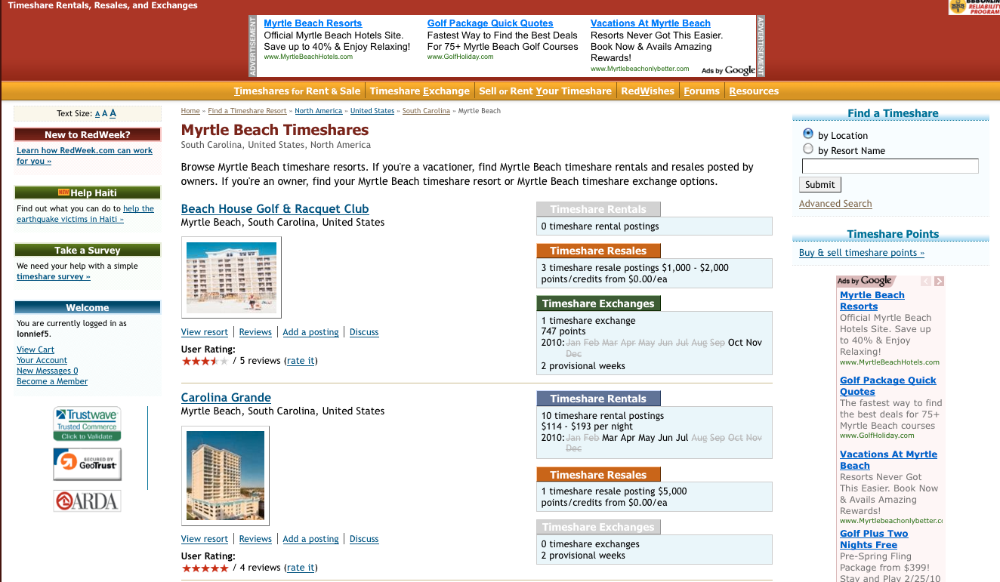 Timeshare Rentals, Resales, and Exchanges
BBBONLINE
RELIABILITY
PROGRAM
ADVERTISEMENT
Myrtle Beach Resorts
Official Myrtle Beach Hotels Site.
Save up to 40% & Enjoy Relaxing!
www.MyrtleBeachHotels.com
Golf Package Quick Quotes
Fastest Way to Find the Best Deals
For 75+ Myrtle Beach Golf Courses
www.GolfHoliday.com
Vacations At Myrtle Beach
Resorts Never Got This Easier.
Book Now & Avails Amazing
Rewards!
www.Myrtlebeachonlybetter.com
Ads by Google
ADVERTISEMENT
Timeshares for Rent & Sale | Timeshare Exchange | Sell or Rent Your Timeshare | RedWishes | Forums | Resources
Text Size: A A A
New to RedWeek?
Learn how RedWeek.com can work
for you »
NEW Help Haiti
Find out what you can do to help the
earthquake victims in Haiti »
Take a Survey
We need your help with a simple
timeshare survey »
Welcome
You are currently logged in as
lonnief5.
View Cart
Your Account
New Messages 0
Become a Member
Trustwave
Trusted Commerce
Click to Validate
SECURED BY
GeoTrust
ARDA
Home » Find a Timeshare Resort » North America » United States » South Carolina » Myrtle Beach
Myrtle Beach Timeshares
South Carolina, United States, North America
Browse Myrtle Beach timeshare resorts. If you're a vacationer, find Myrtle Beach timeshare rentals and resales posted by
owners. If you're an owner, find your Myrtle Beach timeshare resort or Myrtle Beach timeshare exchange options.
Beach House Golf & Racquet Club
Myrtle Beach, South Carolina, United States
View resort | Reviews | Add a posting | Discuss
User Rating:
/ 5 reviews (rate it)
Timeshare Rentals
0 timeshare rental postings
Timeshare Resales
3 timeshare resale postings $1,000 - $2,000
points/credits from $0.00/ea
Timeshare Exchanges
1 timeshare exchange
747 points
2010: Jan Feb Mar Apr May Jun Jul Aug Sep Oct Nov
Dec
2 provisional weeks
Carolina Grande
Myrtle Beach, South Carolina, United States
View resort | Reviews | Add a posting | Discuss
User Rating:
/ 4 reviews (rate it)
Timeshare Rentals
10 timeshare rental postings
$114 - $193 per night
2010: Jan Feb Mar Apr May Jun Jul Aug Sep Oct Nov
Dec
Timeshare Resales
1 timeshare resale posting $5,000
points/credits from $0.00/ea
Timeshare Exchanges
0 timeshare exchanges
2 provisional weeks
Find a Timeshare
by Location
by Resort Name
Submit
Advanced Search
Timeshare Points
Buy & sell timeshare points »
Ads by Google
Myrtle Beach
Resorts
Official Myrtle Beach
Hotels Site. Save up
to 40% & Enjoy
Relaxing!
www.MyrtleBeachHotels.com
Golf Package Quick
Quotes
The fastest way to find
the best deals for 75+
Myrtle Beach courses
www.GolfHoliday.com
Vacations At Myrtle
Beach
Resorts Never Got
This Easier. Book Now
& Avails Amazing
Rewards!
www.Myrtlebeachonlybetter.c
Golf Plus Two
Nights Free
Pre-Spring Fling
Package from $399!
Stay and Play 2/25/10